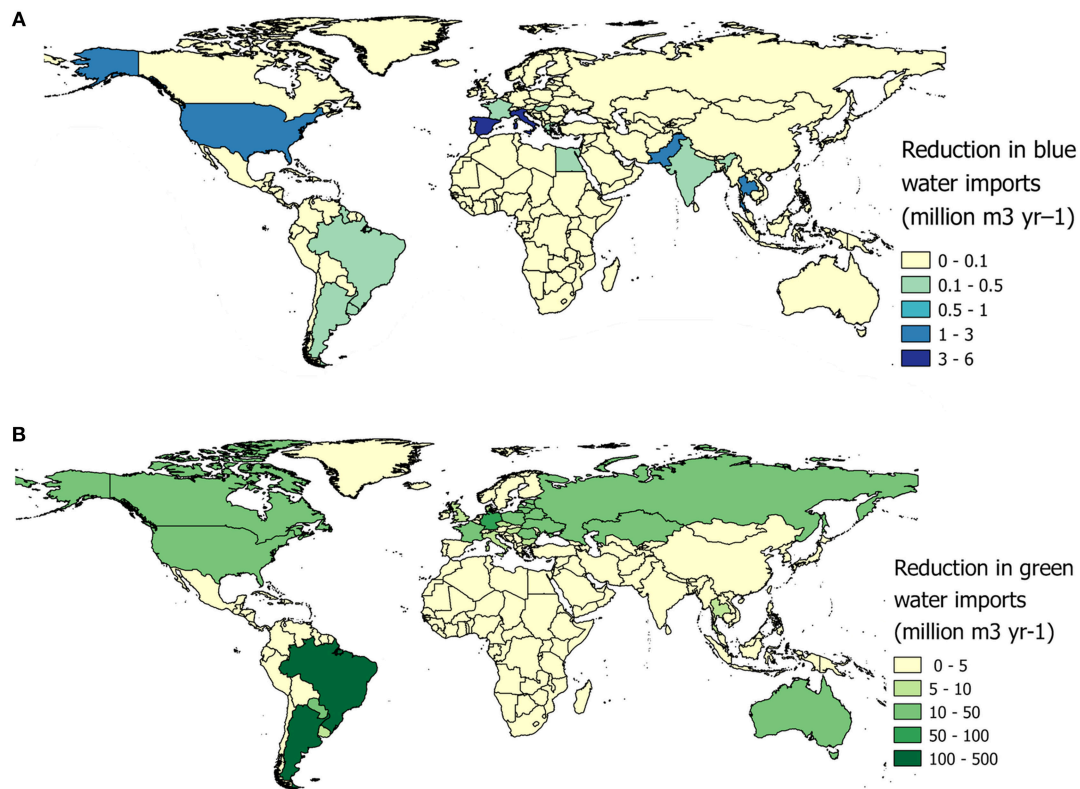 A
Reduction in blue
water imports
(million m3 yr–1)
0 - 0.1
0.1 - 0.5
0.5 - 1
1 - 3
3 - 6
B
Reduction in green
water imports
(million m3 yr-1)
0 - 5
5 - 10
10 - 50
50 - 100
100 - 500